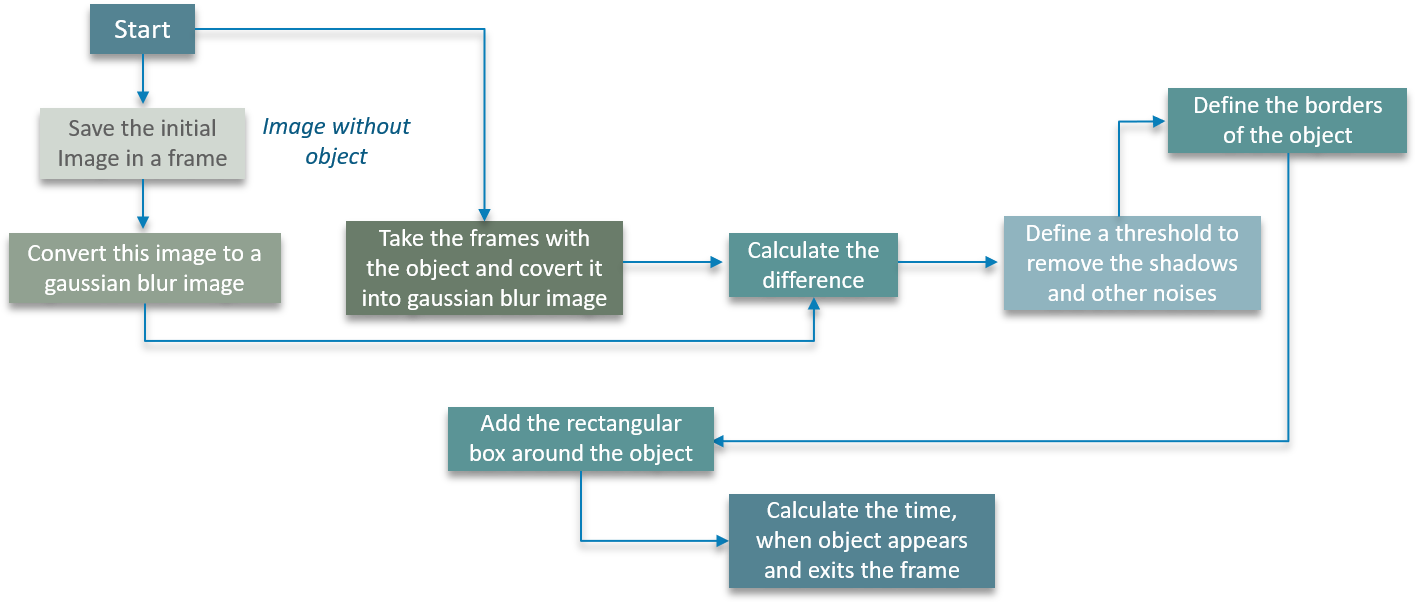 Start
Save the initial
Image in a frame
Image without
object
Convert this image to a
gaussian blur image
Take the frames with
the object and covert it
into gaussian blur image
Calculate the
difference
Define a threshold to
remove the shadows
and other noises
Define the borders
of the object
Add the rectangular
box around the object
Calculate the time,
when object appears
and exits the frame